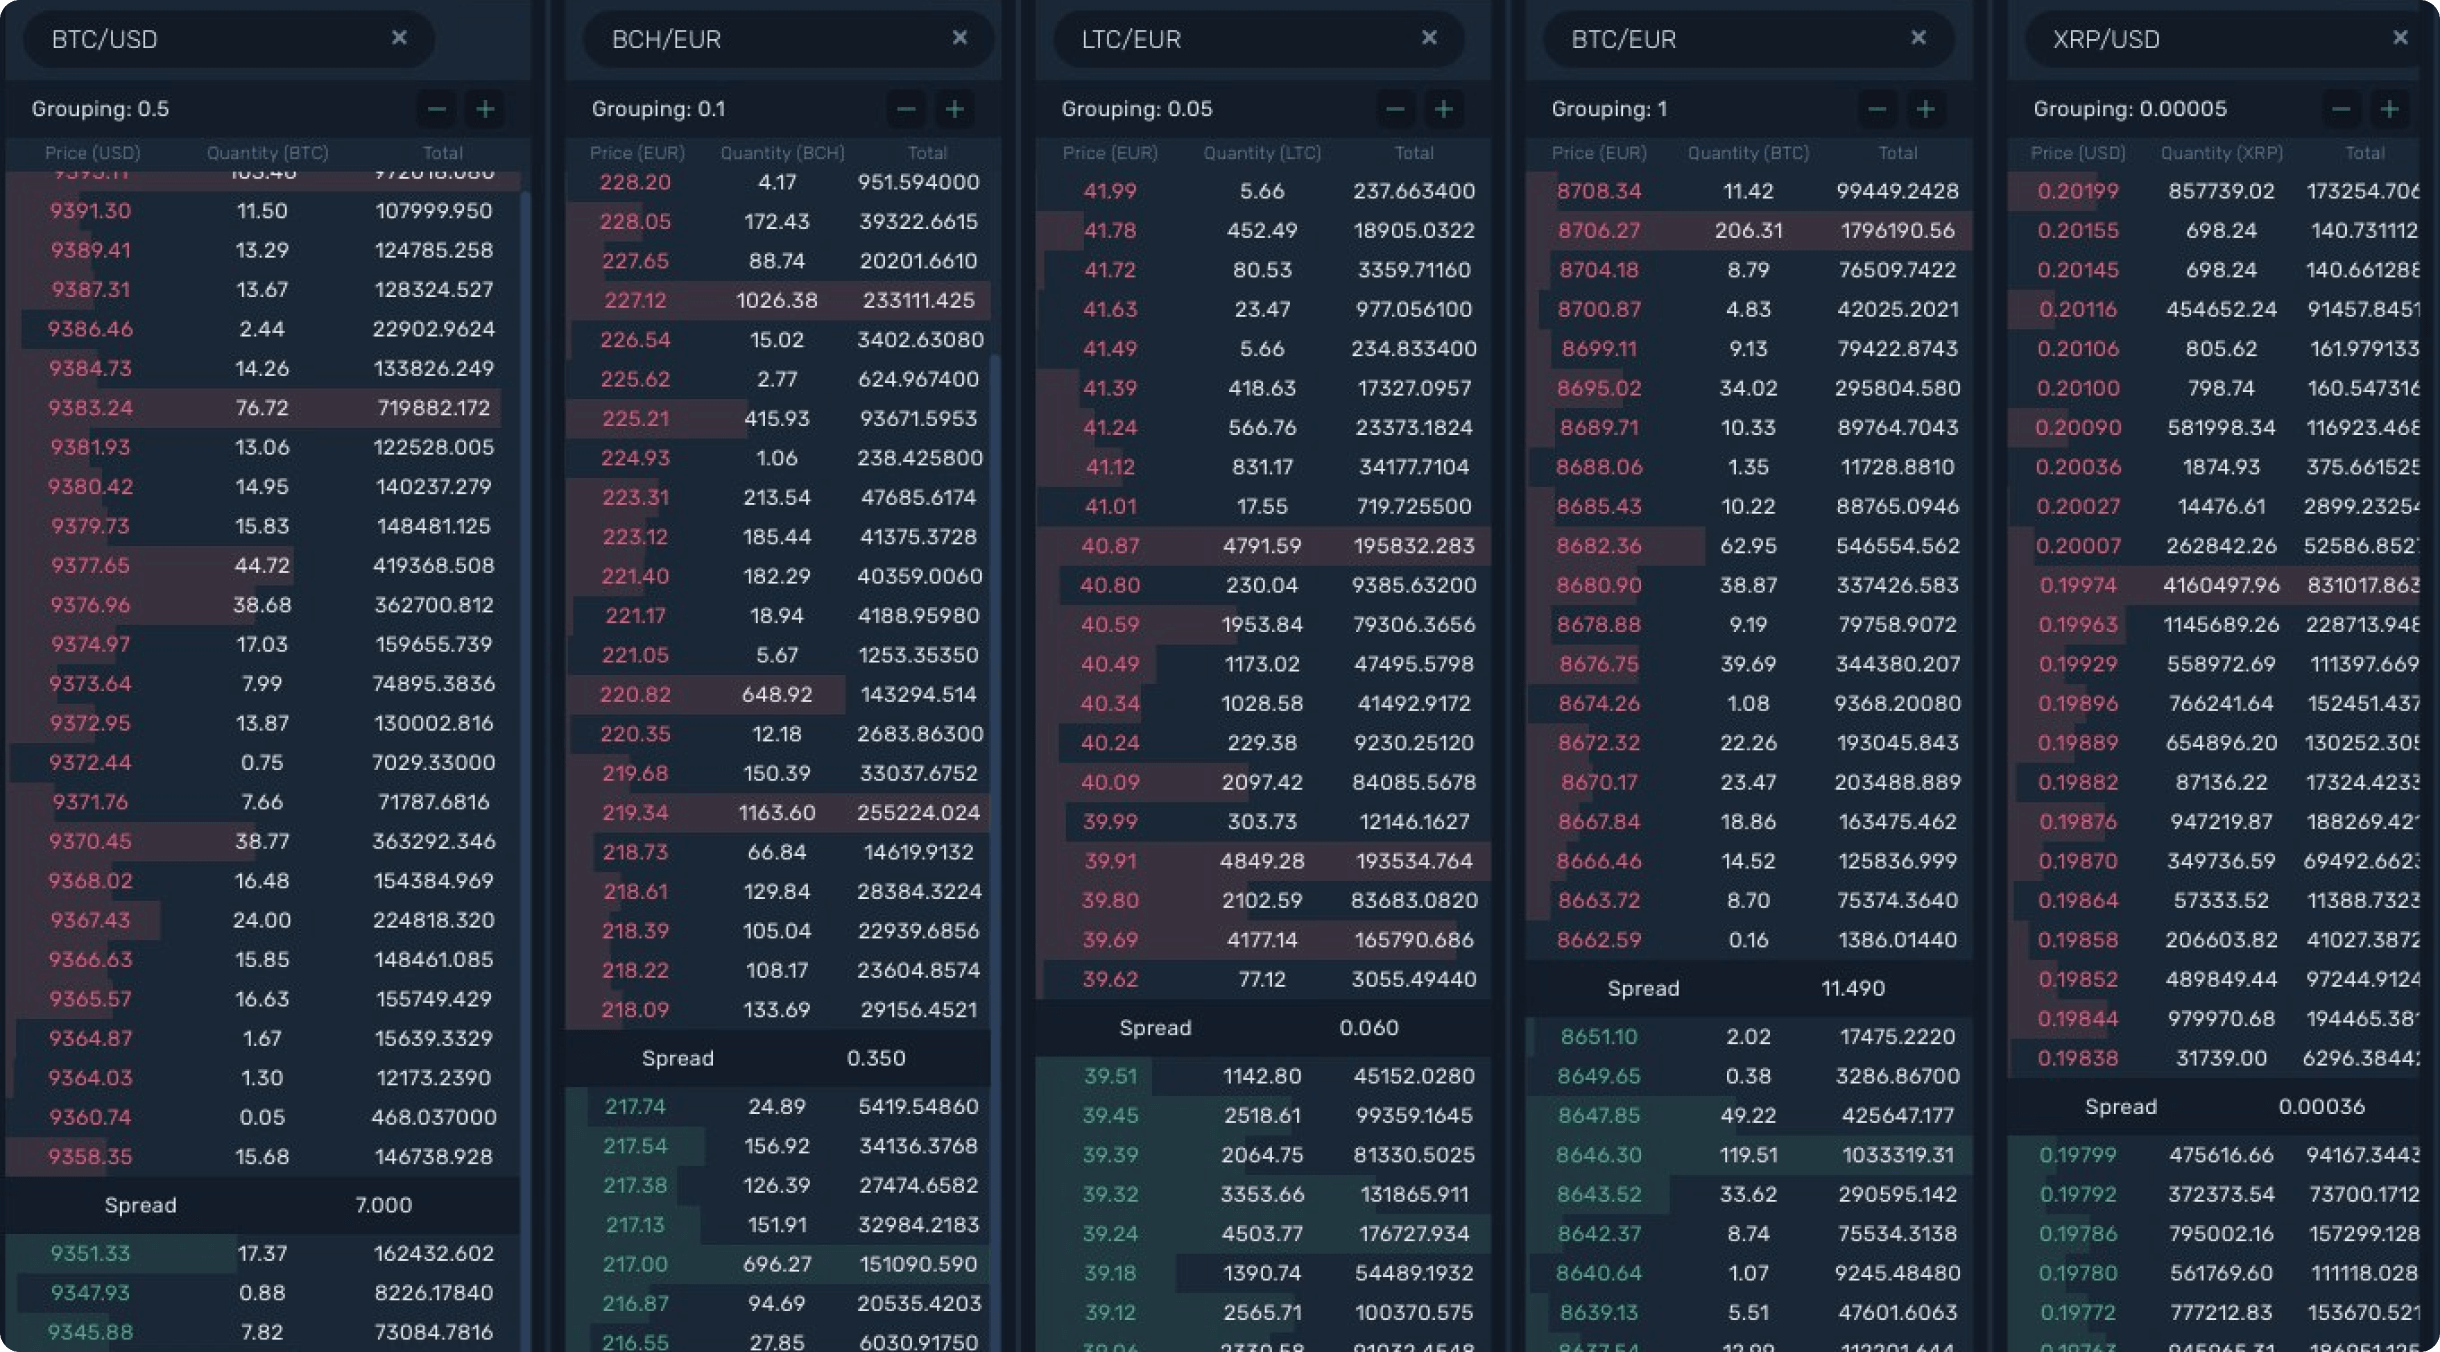 BTC/USD ×
Grouping: 0.5 − +
Price (USD) Quantity (BTC) Total
9391.30 11.50 107999.950
9389.41 13.29 124785.258
9387.31 13.67 128324.527
9386.46 2.44 22902.9624
9384.73 14.26 133826.249
9383.24 76.72 719882.172
9381.93 13.06 122528.005
9380.42 14.95 140237.279
9379.73 15.83 148481.125
9377.65 44.72 419368.508
9376.96 38.68 362700.812
9374.97 17.03 159655.739
9373.64 7.99 74895.3836
9372.95 13.87 130002.816
9372.44 0.75 7029.33000
9371.76 7.66 71787.6816
9370.45 38.77 363292.346
9368.02 16.48 154384.969
9367.43 24.00 224818.320
9366.63 15.85 148461.085
9365.57 16.63 155749.429
9364.87 1.67 15639.3329
9364.03 1.30 12173.2390
9360.74 0.05 468.037000
9358.35 15.68 146738.928
Spread 7.000
9351.33 17.37 162432.602
9347.93 0.88 8226.17840
9345.88 7.82 73084.7816
BCH/EUR ×
Grouping: 0.1 − +
Price (EUR) Quantity (BCH) Total
228.20 4.17 951.594000
228.05 172.43 39322.6615
227.65 88.74 20201.6610
227.12 1026.38 233111.425
226.54 15.02 3402.63080
225.62 2.77 624.967400
225.21 415.93 93671.5953
224.93 1.06 238.425800
223.31 213.54 47685.6174
223.12 185.44 41375.3728
221.40 182.29 40359.0060
221.17 18.94 4188.95980
221.05 5.67 1253.35350
220.82 648.92 143294.514
220.35 12.18 2683.86300
219.68 150.39 33037.6752
219.34 1163.60 255224.024
218.73 66.84 14619.9132
218.61 129.84 28384.3224
218.39 105.04 22939.6856
218.22 108.17 23604.8574
218.09 133.69 29156.4521
Spread 0.350
217.74 24.89 5419.54860
217.54 156.92 34136.3768
217.38 126.39 27474.6582
217.13 151.91 32984.2183
217.00 696.27 151090.590
216.87 94.69 20535.4203
216.55 27.85 6030.91750
LTC/EUR ×
Grouping: 0.05 − +
Price (EUR) Quantity (LTC) Total
41.99 5.66 237.663400
41.78 452.49 18905.0322
41.72 80.53 3359.71160
41.63 23.47 977.056100
41.49 5.66 234.833400
41.39 418.63 17327.0957
41.24 566.76 23373.1824
41.12 831.17 34177.7104
41.01 17.55 719.725500
40.87 4791.59 195832.283
40.80 230.04 9385.63200
40.59 1953.84 79306.3656
40.49 1173.02 47495.5798
40.34 1028.58 41492.9172
40.24 229.38 9230.25120
40.09 2097.42 84085.5678
39.99 303.73 12146.1627
39.91 4849.28 193534.764
39.80 2102.59 83683.0820
39.69 4177.14 165790.686
39.62 77.12 3055.49440
Spread 0.060
39.51 1142.80 45152.0280
39.45 2518.61 99359.1645
39.39 2064.75 81330.5025
39.32 3353.66 131865.911
39.24 4503.77 176727.934
39.18 1390.74 54489.1932
39.12 2565.71 100370.575
BTC/EUR ×
Grouping: 1 − +
Price (EUR) Quantity (BTC) Total
8708.34 11.42 99449.2428
8706.27 206.31 1796190.56
8704.18 8.79 76509.7422
8700.87 4.83 42025.2021
8699.11 9.13 79422.8743
8695.02 34.02 295804.580
8689.71 10.33 89764.7043
8688.06 1.35 11728.8810
8685.43 10.22 88765.0946
8682.36 62.95 546554.562
8680.90 38.87 337426.583
8678.88 9.19 79758.9072
8676.75 39.69 344380.207
8674.26 1.08 9368.20080
8672.32 22.26 193045.843
8670.17 23.47 203488.889
8667.84 18.86 163475.462
8666.46 14.52 125836.999
8663.72 8.70 75374.3640
8662.59 0.16 1386.01440
Spread 11.490
8651.10 2.02 17475.2220
8649.65 0.38 3286.86700
8647.85 49.22 425647.177
8646.30 119.51 1033319.31
8643.52 33.62 290595.142
8642.37 8.74 75534.3138
8640.64 1.07 9245.48480
8639.13 5.51 47601.6063
XRP/USD ×
Grouping: 0.00005 − +
Price (USD) Quantity (XRP) Total
0.20199 857739.02 173254.706
0.20155 698.24 140.731112
0.20145 698.24 140.661288
0.20116 454652.24 91457.8451
0.20106 805.62 161.979133
0.20100 798.74 160.547316
0.20090 581998.34 116923.468
0.20036 1874.93 375.661525
0.20027 14476.61 2899.23254
0.20007 262842.26 52586.852
0.19974 4160497.96 831017.863
0.19963 1145689.26 228713.948
0.19929 558972.69 111397.669
0.19896 766241.64 152451.437
0.19889 654896.20 130252.305
0.19882 87136.22 17324.4233
0.19876 947219.87 188269.42
0.19870 349736.59 69492.6623
0.19864 57333.52 11388.7323
0.19858 206603.82 41027.3872
0.19852 489849.44 97244.9124
0.19844 979970.68 194465.38
0.19838 31739.00 6296.3844
Spread 0.00036
0.19799 475616.66 94167.3443
0.19792 372373.54 73700.1712
0.19786 795002.16 157299.128
0.19780 561769.60 111118.028
0.19772 777212.83 153670.521